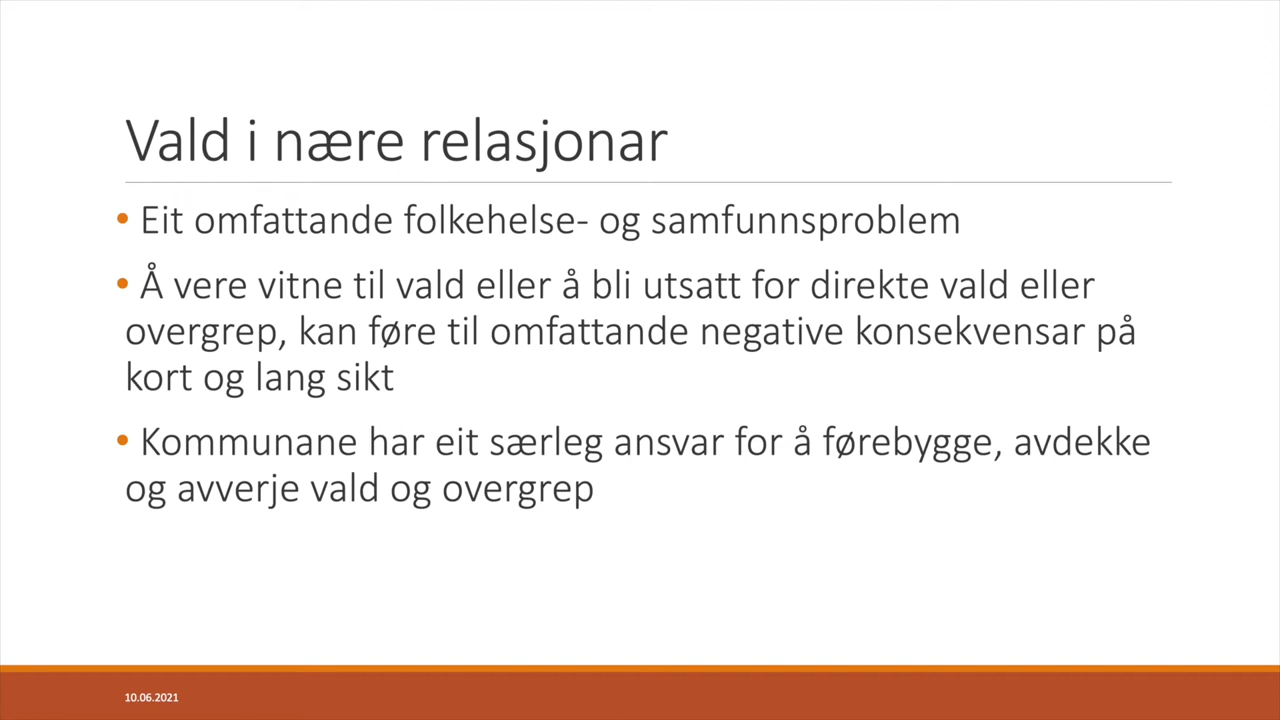 Vald i nære relasjonar
• Eit omfattande folkehelse- og samfunnsproblem
• Å vere vitne til vald eller å bli utsatt for direkte vald eller
overgrep, kan føre til omfattande negative konsekvensar på
kort og lang sikt
• Kommunane har eit særleg ansvar for å førebygge, avdekke
og avverje vald og overgrep
10.06.2021